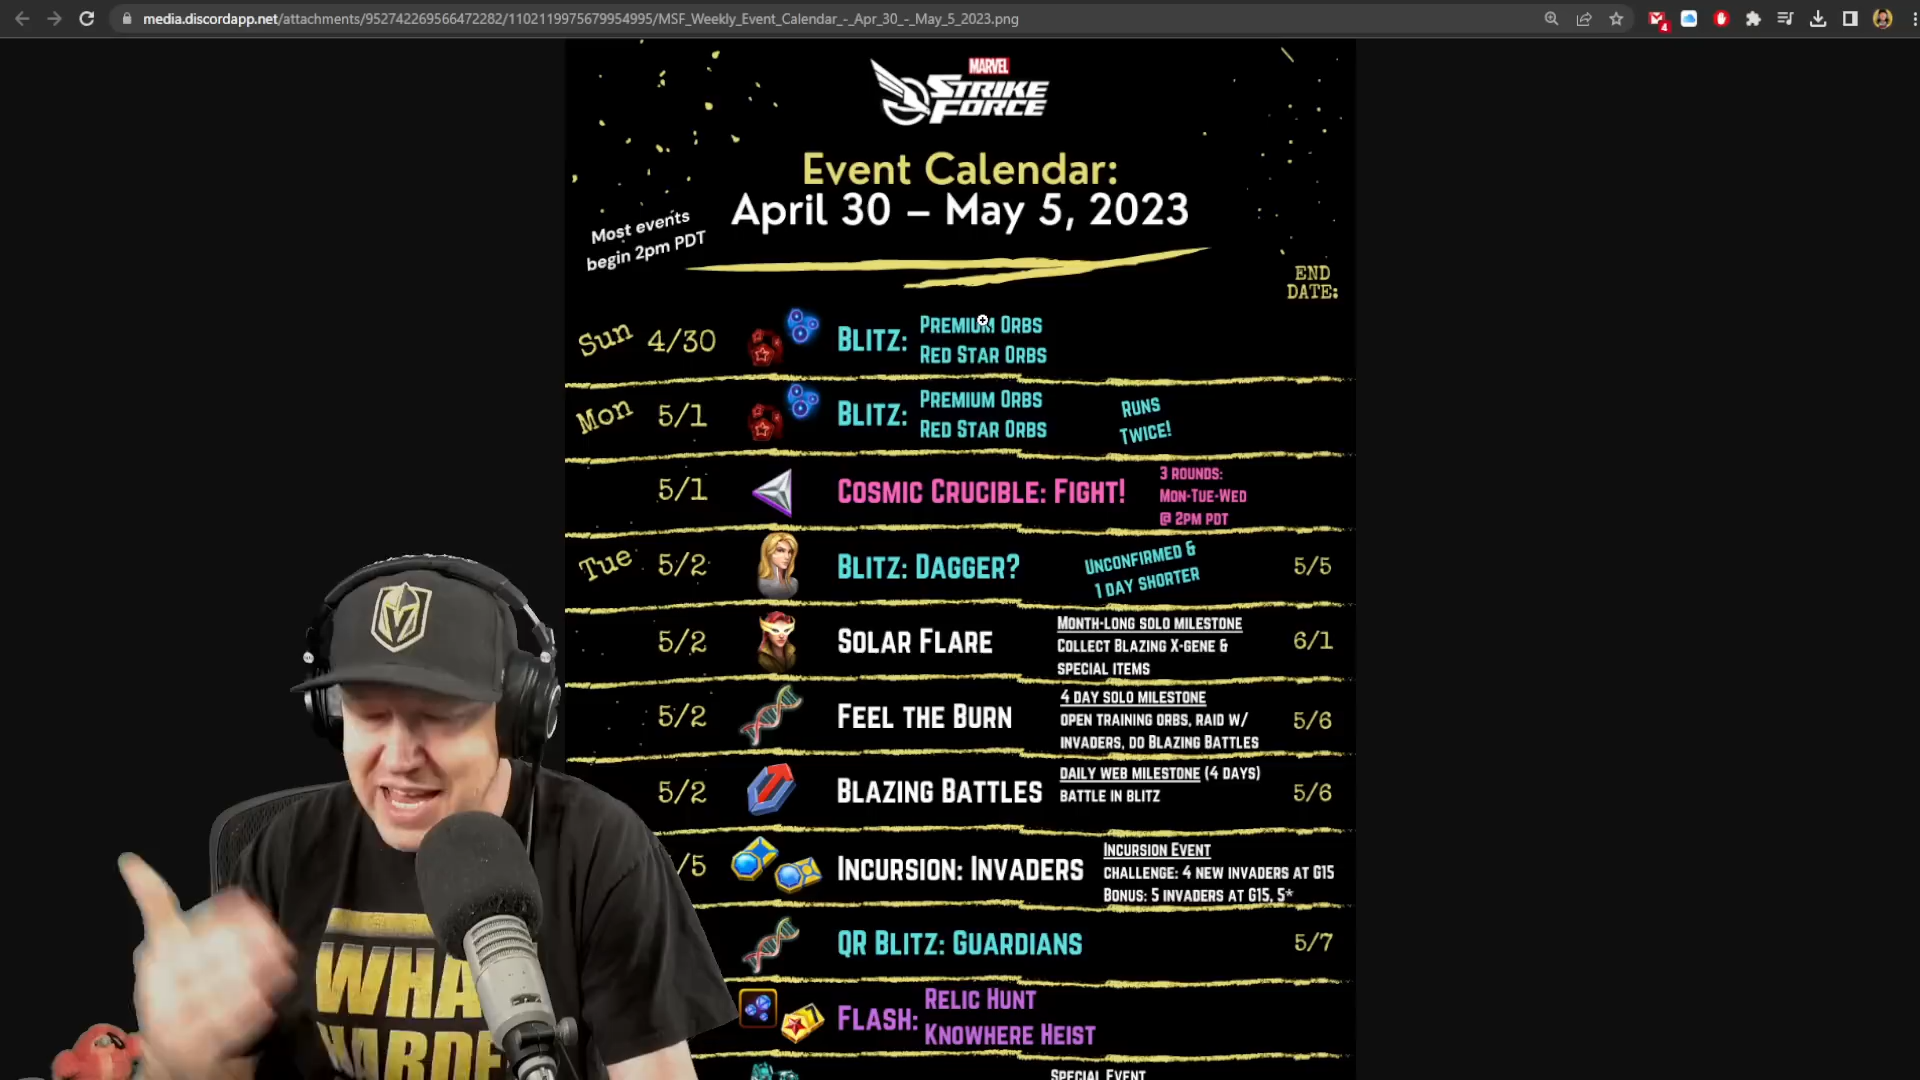 media.discordapp.net/attachments/952742269566472282/1102119975679954995/MSF_Weekly_Event_Calendar_-_Apr_30_-_May_5_2023.png
4
MARVEL
STRIKE
FORCE
Event Calendar:
April 30 – May 5, 2023
Most events
begin 2pm PDT
END
DATE:
Sun 4/30 BLITZ: PREMIUM ORBS
RED STAR ORBS
Mon 5/1 BLITZ: PREMIUM ORBS
RED STAR ORBS
RUNS
TWICE!
5/1 COSMIC CRUCIBLE: FIGHT!
3 ROUNDS:
MON-TUE-WED
@ 2PM PDT
Tue 5/2 BLITZ: DAGGER?
UNCONFIRMED &
1 DAY SHORTER
5/5
5/2 SOLAR FLARE
MONTH-LONG SOLO MILESTONE
COLLECT BLAZING X-GENE &
SPECIAL ITEMS
6/1
5/2 FEEL THE BURN
4 DAY SOLO MILESTONE
OPEN TRAINING ORBS, RAID W/
INVADERS, DO BLAZING BATTLES
5/6
5/2 BLAZING BATTLES
DAILY WEB MILESTONE (4 DAYS)
BATTLE IN BLITZ
5/6
/5 INCURSION: INVADERS
INCURSION EVENT
CHALLENGE: 4 NEW INVADERS AT G15
BONUS: 5 INVADERS AT G15, 5*
QR BLITZ: GUARDIANS 5/7
FLASH: RELIC HUNT
KNOWHERE HEIST
SPECIAL EVENT
WHA
HARDE